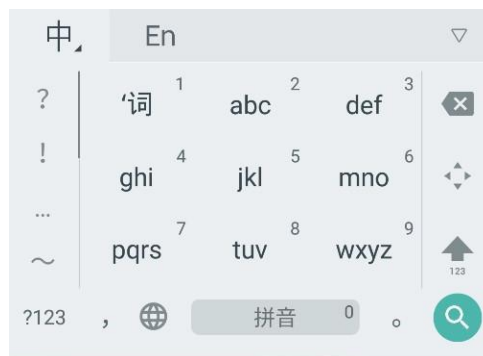 中 En
? '词 1 abc 2 def 3
! ghi 4 jkl 5 mno 6
...
~ pqrs 7 tuv 8 wxyz 9
123
?123 ， 拼音 0 。